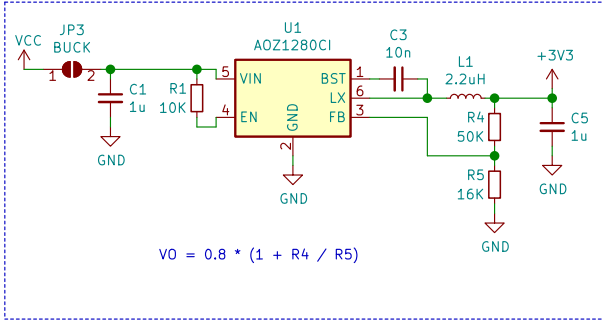 U1
AOZ1280CI
JP3
BUCK
VCC
1
2
C1
1u
GND
R1
10K
5
VIN
4
EN
GND
2
GND
BST
1
LX
6
FB
3
C3
10n
L1
2.2uH
+3V3
R4
50K
C5
1u
GND
R5
16K
GND
VO = 0.8 * (1 + R4 / R5)